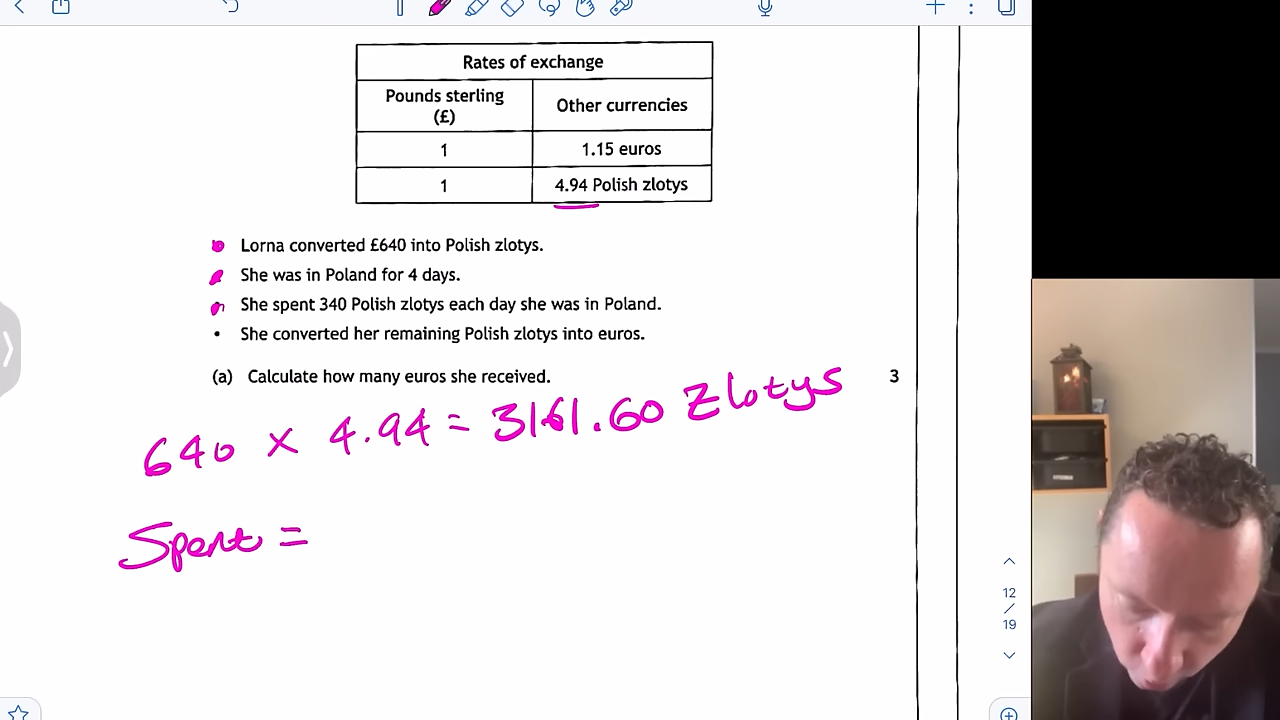 Rates of exchange
Pounds sterling (£)
Other currencies
1
1.15 euros
1
4.94 Polish zlotys
Lorna converted £640 into Polish zlotys.
She was in Poland for 4 days.
She spent 340 Polish zlotys each day she was in Poland.
• She converted her remaining Polish zlotys into euros.
(a) Calculate how many euros she received.
3
640 × 4.94 = 3161.60 Zlotys
Spent =
12
/
19